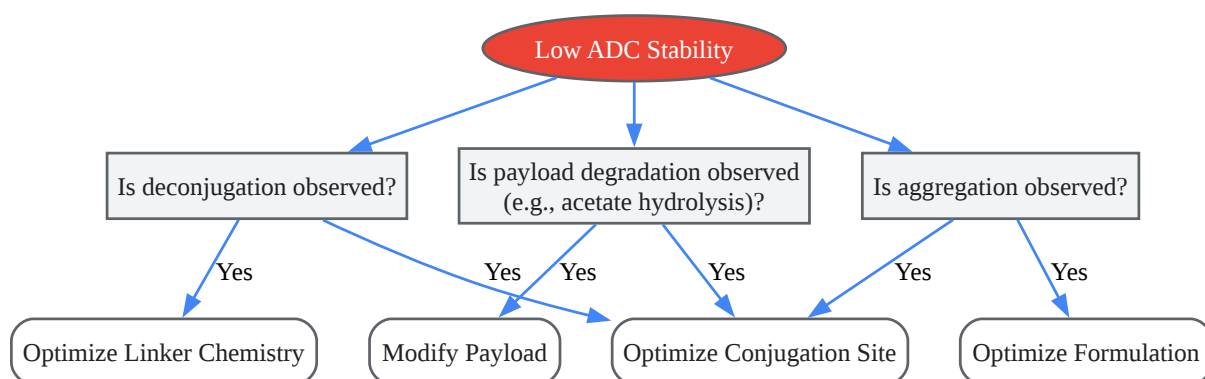 Low ADC Stability
Is deconjugation observed?
Is payload degradation observed
(e.g., acetate hydrolysis)?
Is aggregation observed?
Yes
Yes
Yes
Yes
Yes
Yes
Optimize Linker Chemistry
Modify Payload
Optimize Conjugation Site
Optimize Formulation